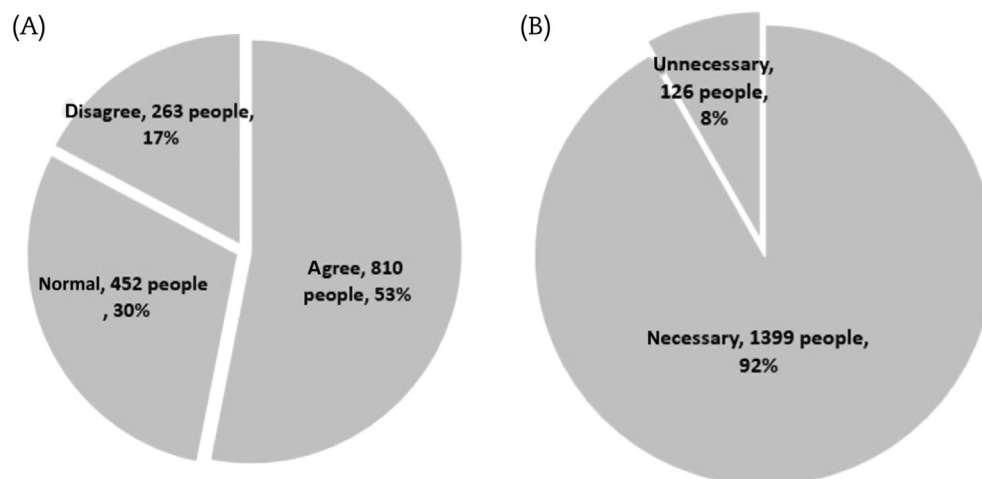 (A)
Disagree, 263 people,
17%
Normal, 452 people
, 30%
Agree, 810
people, 53%
(B)
Unnecessary,
126 people,
8%
Necessary, 1399 people,
92%